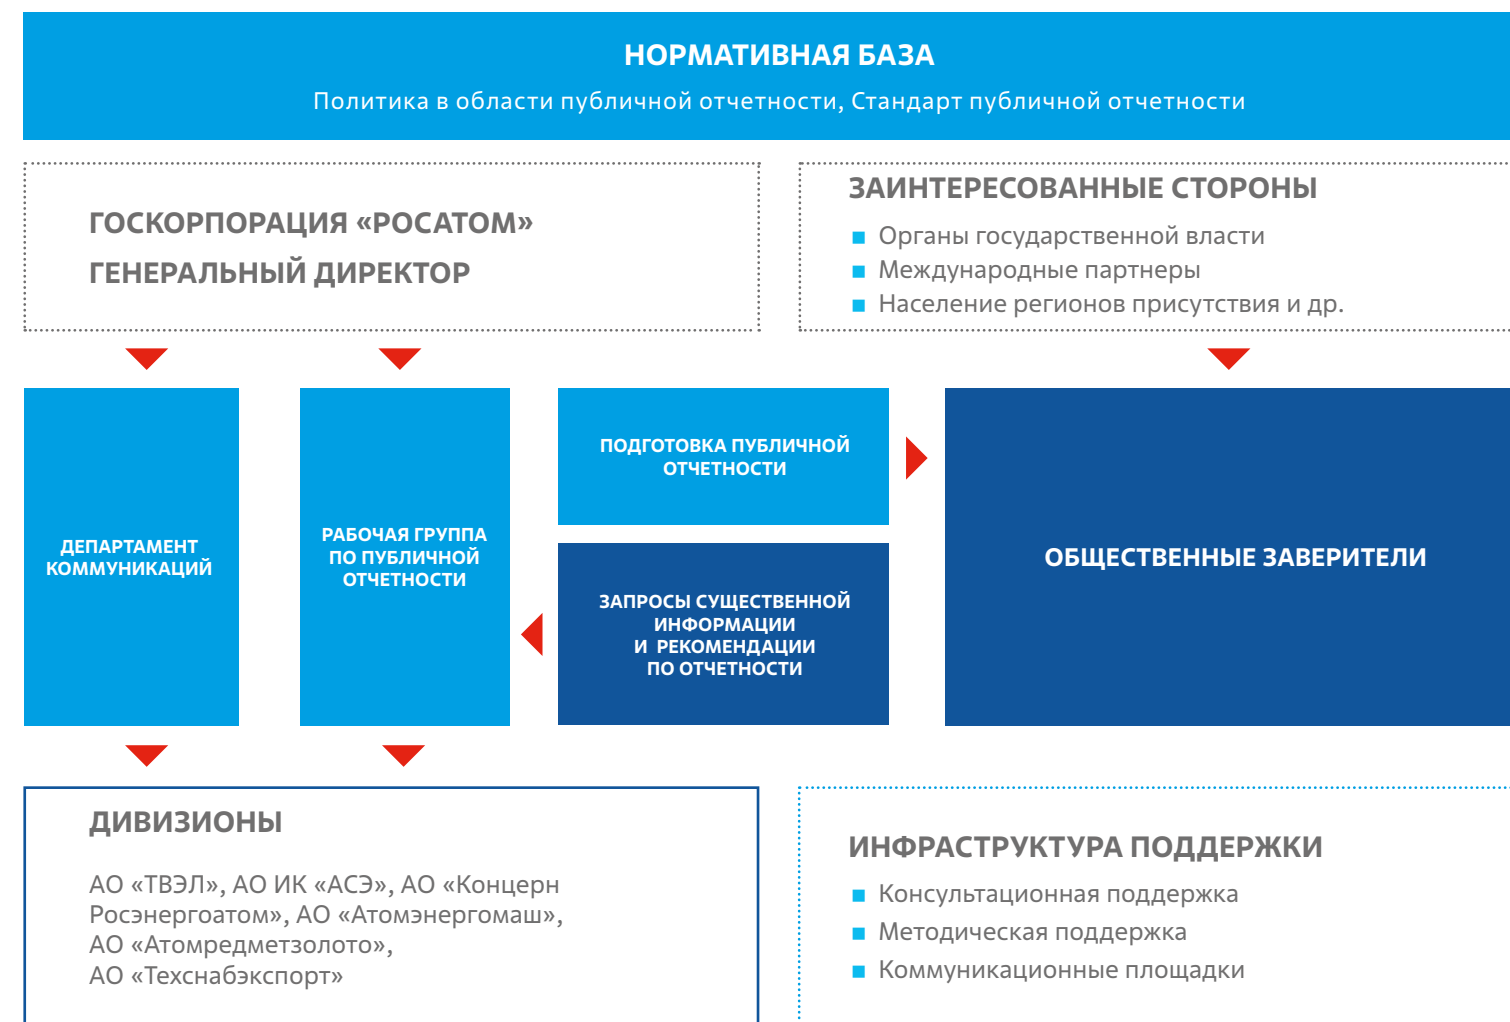 НОРМАТИВНАЯ БАЗА
Политика в области публичной отчетности, Стандарт публичной отчетности
ГОСКОРПОРАЦИЯ «РОСАТОМ»
ГЕНЕРАЛЬНЫЙ ДИРЕКТОР
ЗАИНТЕРЕСОВАННЫЕ СТОРОНЫ
Органы государственной власти
Международные партнеры
Население регионов присутствия и др.
ДЕПАРТАМЕНТ
КОММУНИКАЦИЙ
РАБОЧАЯ ГРУППА
ПО ПУБЛИЧНОЙ
ОТЧЕТНОСТИ
ПОДГОТОВКА ПУБЛИЧНОЙ
ОТЧЕТНОСТИ
ЗАПРОСЫ СУЩЕСТВЕННОЙ
ИНФОРМАЦИИ
И РЕКОМЕНДАЦИИ
ПО ОТЧЕТНОСТИ
ОБЩЕСТВЕННЫЕ ЗАВЕРИТЕЛИ
ДИВИЗИОНЫ
АО «ТВЭЛ», АО ИК «АСЭ», АО «Концерн
Росэнергоатом», АО «Атомэнергомаш»,
АО «Атомредметзолото»,
АО «Техснабэкспорт»
ИНФРАСТРУКТУРА ПОДДЕРЖКИ
Консультационная поддержка
Методическая поддержка
Коммуникационные площадки